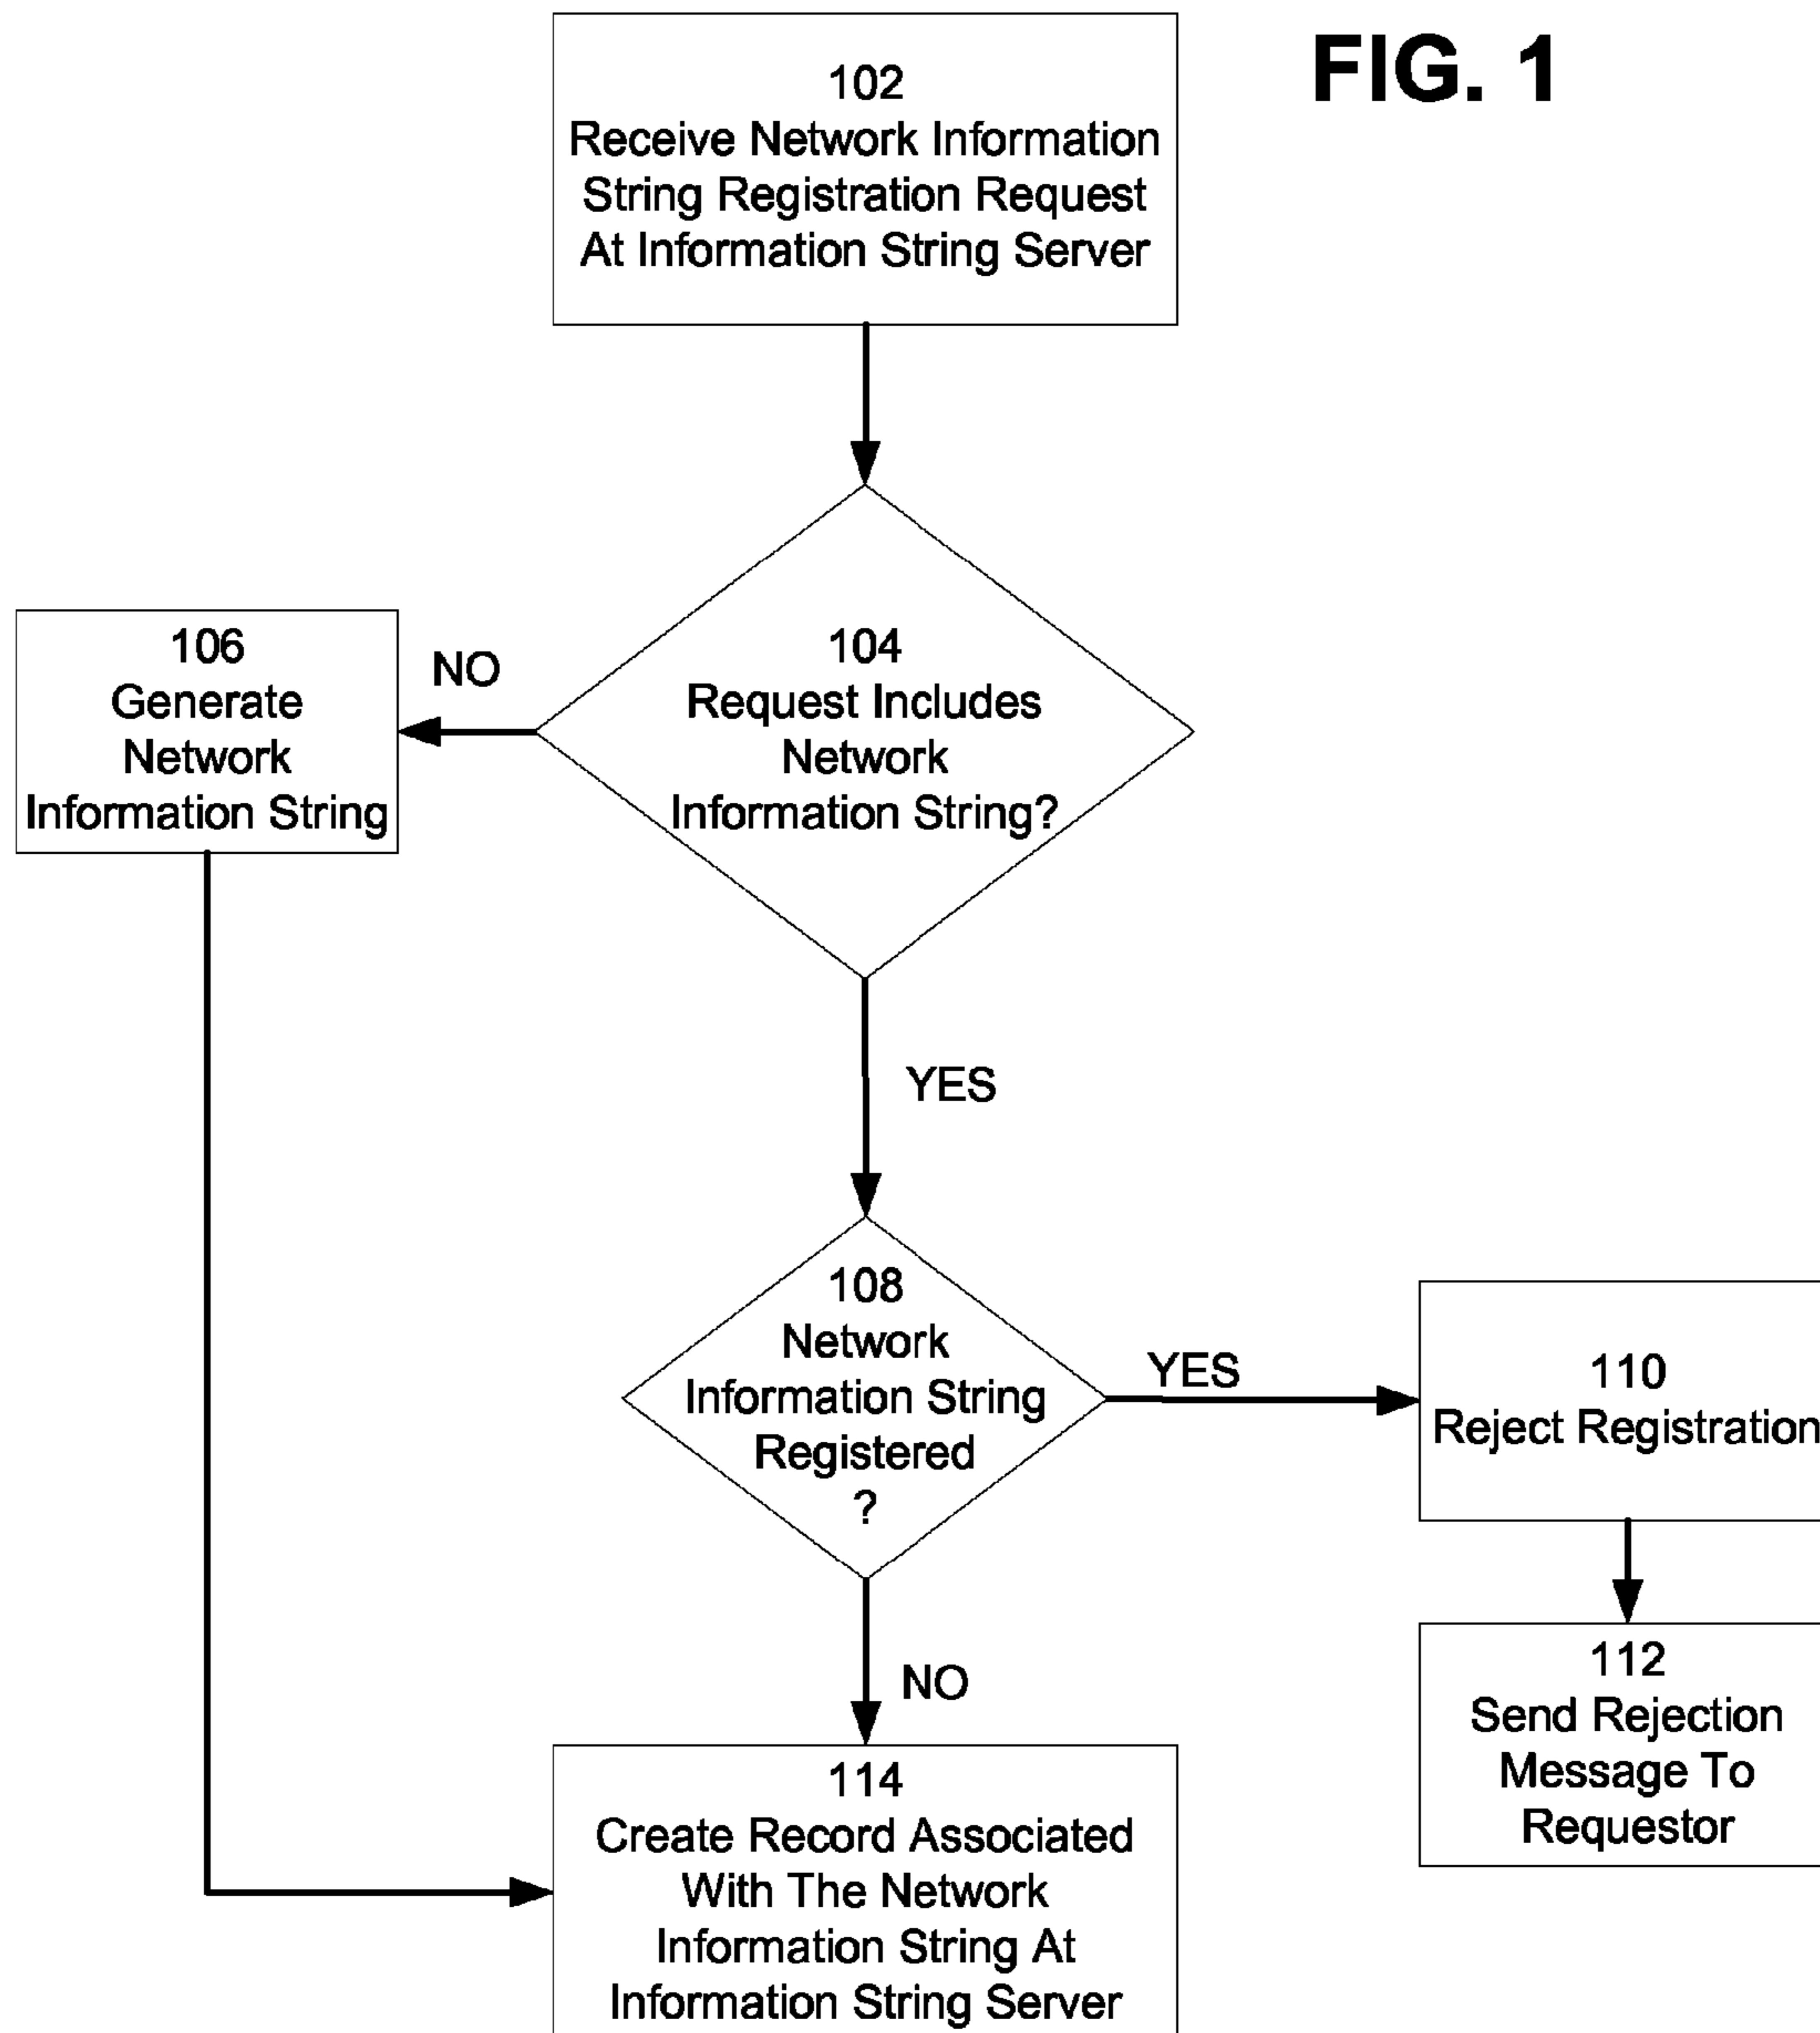 FIG. 1
102
Receive Network Information
String Registration Request
At Information String Server
106
Generate
Network
Information String
NO
104
Request Includes
Network
Information String?
YES
108
Network
Information String
Registered
?
YES
110
Reject Registration
NO
112
Send Rejection
Message To
Requestor
114
Create Record Associated
With The Network
Information String At
Information String Server